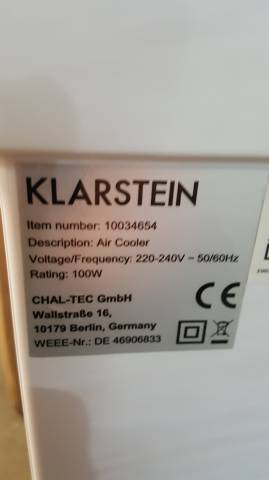 KLARSTEIN
Item number: 10034654
Description: Air Cooler
Voltage/Frequency: 220-240V ~ 50/60Hz
Rating: 100W
CHAL-TEC GmbH
Wallstraße 16,
10179 Berlin, Germany
WEEE-Nr.: DE 46906833
CE